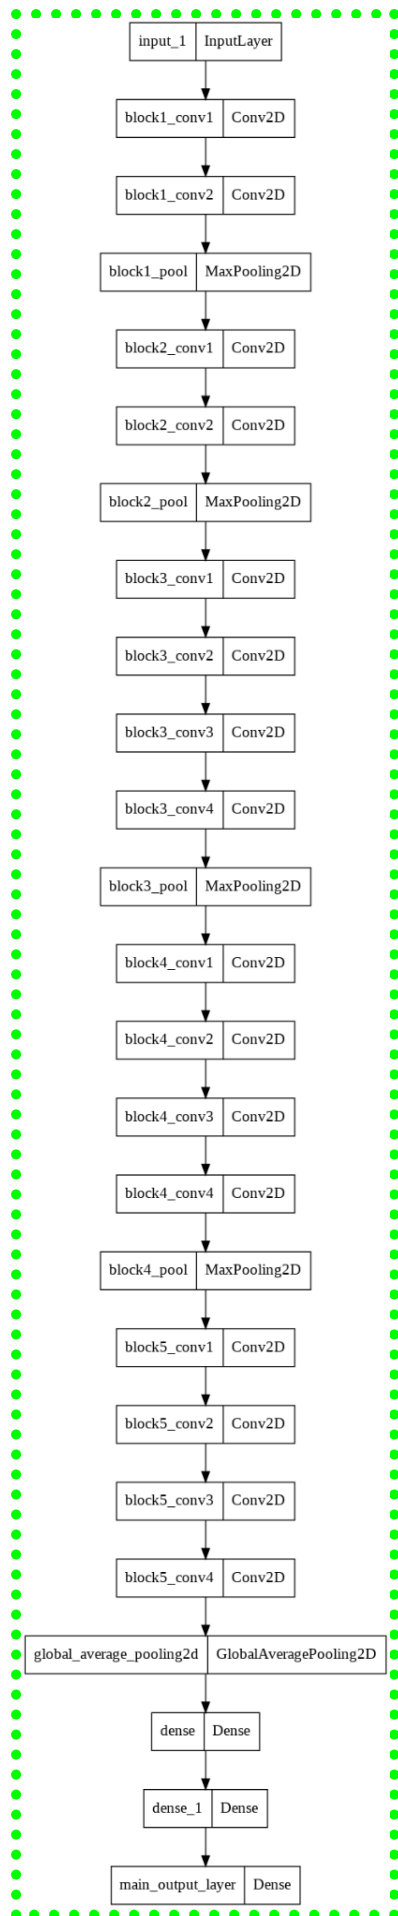 input_1 InputLayer
block1_conv1 Conv2D
block1_conv2 Conv2D
block1_pool MaxPooling2D
block2_conv1 Conv2D
block2_conv2 Conv2D
block2_pool MaxPooling2D
block3_conv1 Conv2D
block3_conv2 Conv2D
block3_conv3 Conv2D
block3_conv4 Conv2D
block3_pool MaxPooling2D
block4_conv1 Conv2D
block4_conv2 Conv2D
block4_conv3 Conv2D
block4_conv4 Conv2D
block4_pool MaxPooling2D
block5_conv1 Conv2D
block5_conv2 Conv2D
block5_conv3 Conv2D
block5_conv4 Conv2D
global_average_pooling2d GlobalAveragePooling2D
dense Dense
dense_1 Dense
main_output_layer Dense